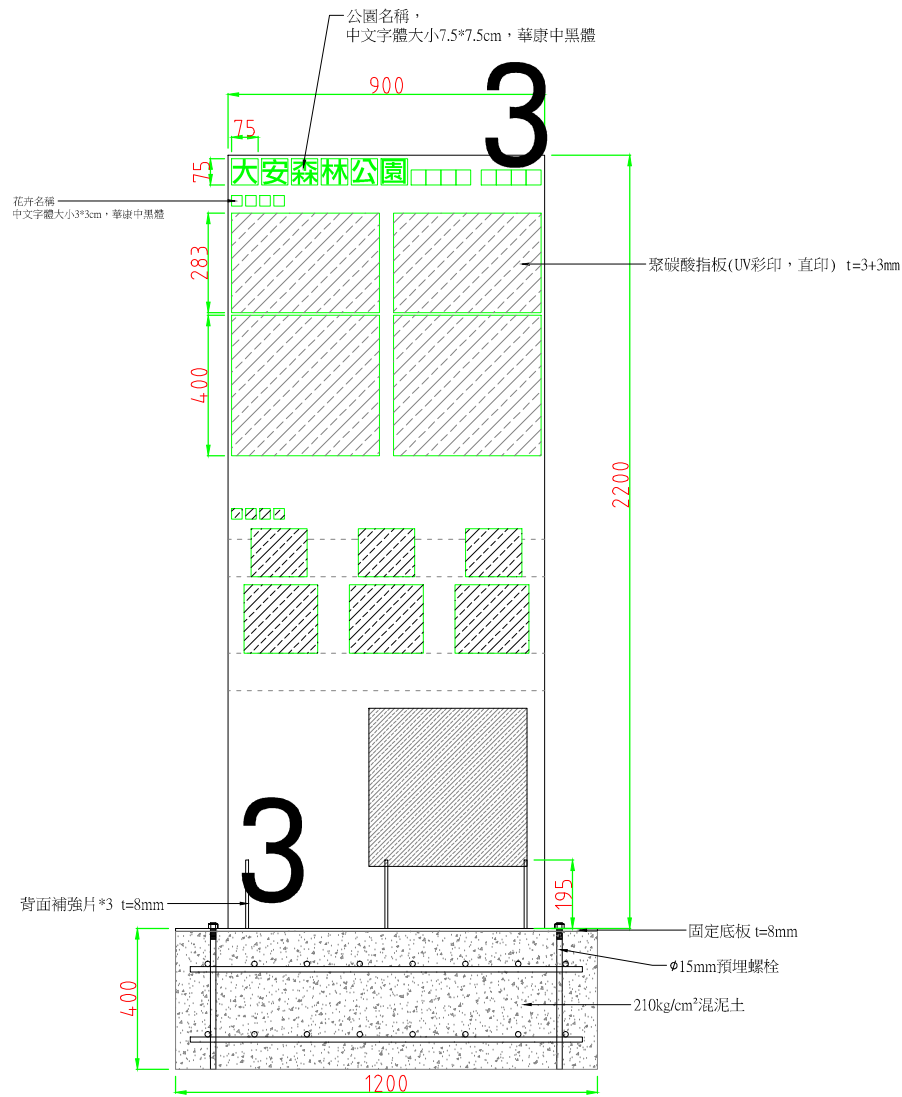 公園名稱，
中文字體大小7.5*7.5cm，華康中黑體
3
900
75
75
大安森林公園
花卉名稱
中文字體大小3*3cm，華康中黑體
283
聚碳酸指板(UV彩印，直印) t=3+3mm
400
2200
3
195
背面補強片*3 t=8mm
固定底板 t=8mm
ϕ15mm預埋螺栓
400
210kg/cm²混泥土
1200